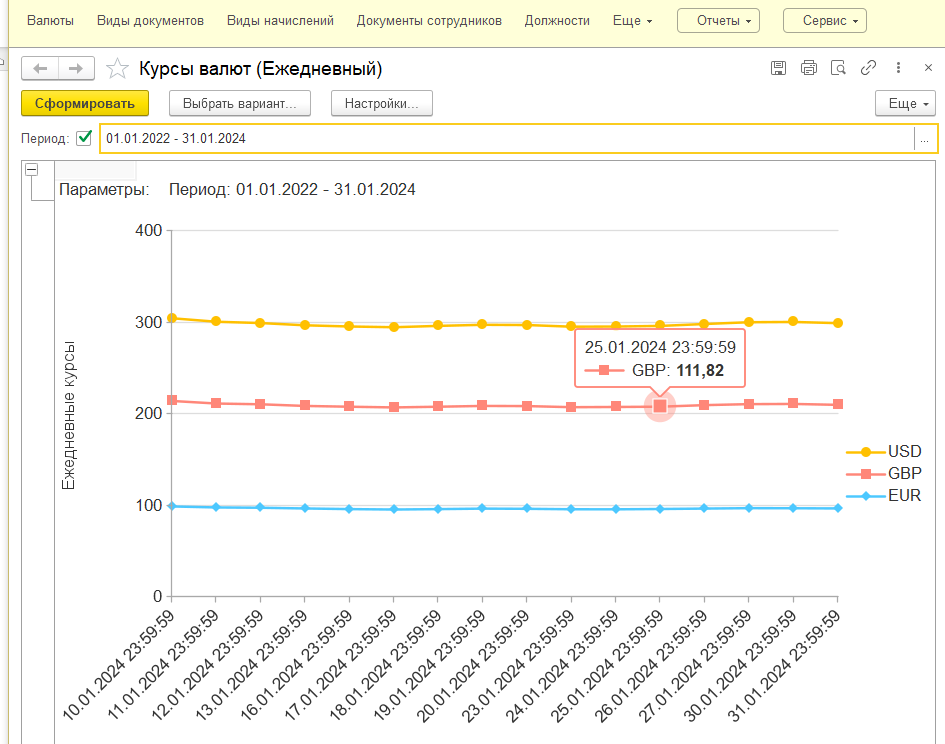 Валюты Виды документов Виды начислений Документы сотрудников Должности Еще Отчеты Сервис
Курсы валют (Ежедневный)
Сформировать Выбрать вариант... Настройки... Еще
Период: 01.01.2022 - 31.01.2024 ...
Параметры: Период: 01.01.2022 - 31.01.2024
Ежедневные курсы
400
300
200
100
0
25.01.2024 23:59:59
GBP: 111,82
USD
GBP
EUR
10.01.2024 23:59:59
11.01.2024 23:59:59
12.01.2024 23:59:59
13.01.2024 23:59:59
16.01.2024 23:59:59
17.01.2024 23:59:59
18.01.2024 23:59:59
19.01.2024 23:59:59
20.01.2024 23:59:59
23.01.2024 23:59:59
24.01.2024 23:59:59
25.01.2024 23:59:59
26.01.2024 23:59:59
27.01.2024 23:59:59
30.01.2024 23:59:59
31.01.2024 23:59:59